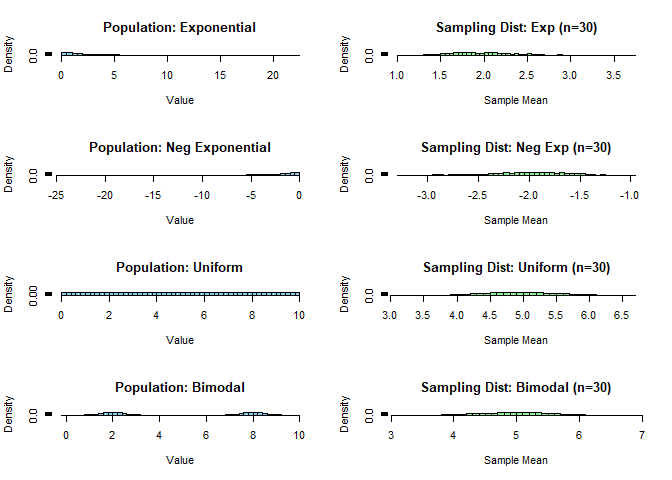 Population: Exponential
Density
0.0
0 5 10 15 20
Value
Sampling Dist: Exp (n=30)
Density
0.0
1.0 1.5 2.0 2.5 3.0 3.5
Sample Mean
Population: Neg Exponential
Density
0.0
-25 -20 -15 -10 -5 0
Value
Sampling Dist: Neg Exp (n=30)
Density
0.0
-3.0 -2.5 -2.0 -1.5 -1.0
Sample Mean
Population: Uniform
Density
0.00
0 2 4 6 8 10
Value
Sampling Dist: Uniform (n=30)
Density
0.0
3.0 3.5 4.0 4.5 5.0 5.5 6.0 6.5
Sample Mean
Population: Bimodal
Density
0.0
0 2 4 6 8 10
Value
Sampling Dist: Bimodal (n=30)
Density
0.0
3 4 5 6 7
Sample Mean